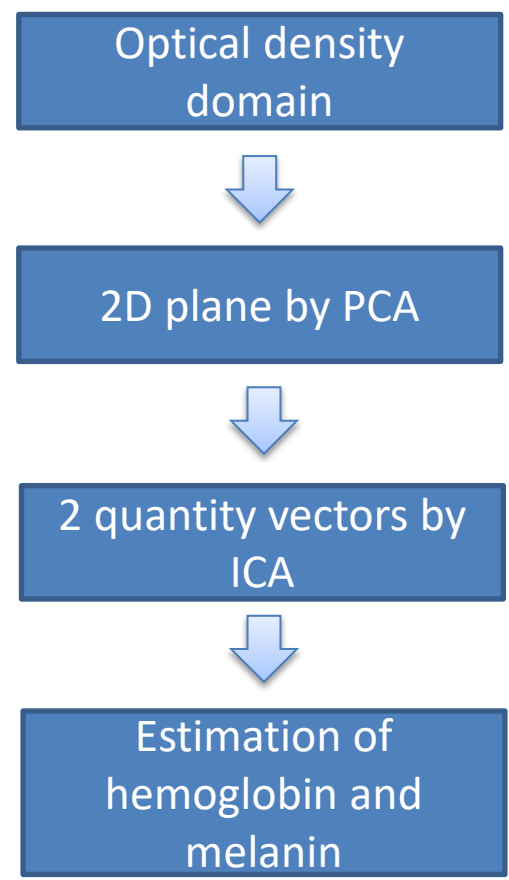 Optical density
domain
2D plane by PCA
2 quantity vectors by
ICA
Estimation of
hemoglobin and
melanin